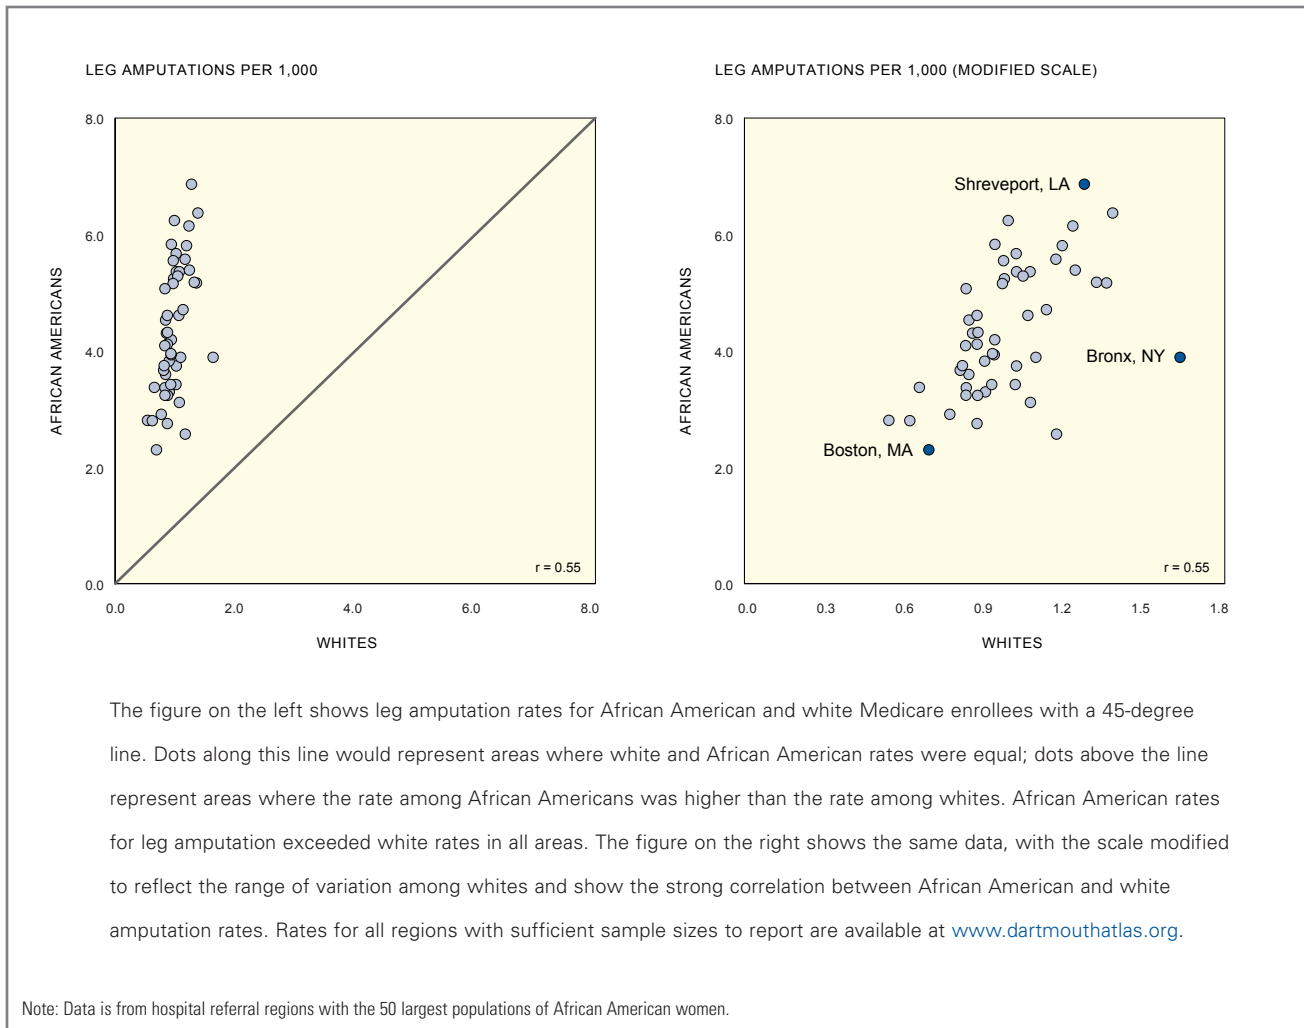 LEG AMPUTATIONS PER 1,000
8.0
6.0
4.0
2.0
0.0
AFRICAN AMERICANS
r = 0.55
0.0 2.0 4.0 6.0 8.0
WHITES
LEG AMPUTATIONS PER 1,000 (MODIFIED SCALE)
8.0
6.0
4.0
2.0
0.0
AFRICAN AMERICANS
Shreveport, LA
Bronx, NY
Boston, MA
r = 0.55
0.0 0.3 0.6 0.9 1.2 1.5 1.8
WHITES
The figure on the left shows leg amputation rates for African American and white Medicare enrollees with a 45-degree
line. Dots along this line would represent areas where white and African American rates were equal; dots above the line
represent areas where the rate among African Americans was higher than the rate among whites. African American rates
for leg amputation exceeded white rates in all areas. The figure on the right shows the same data, with the scale modified
to reflect the range of variation among whites and show the strong correlation between African American and white
amputation rates. Rates for all regions with sufficient sample sizes to report are available at www.dartmouthatlas.org.
Note: Data is from hospital referral regions with the 50 largest populations of African American women.